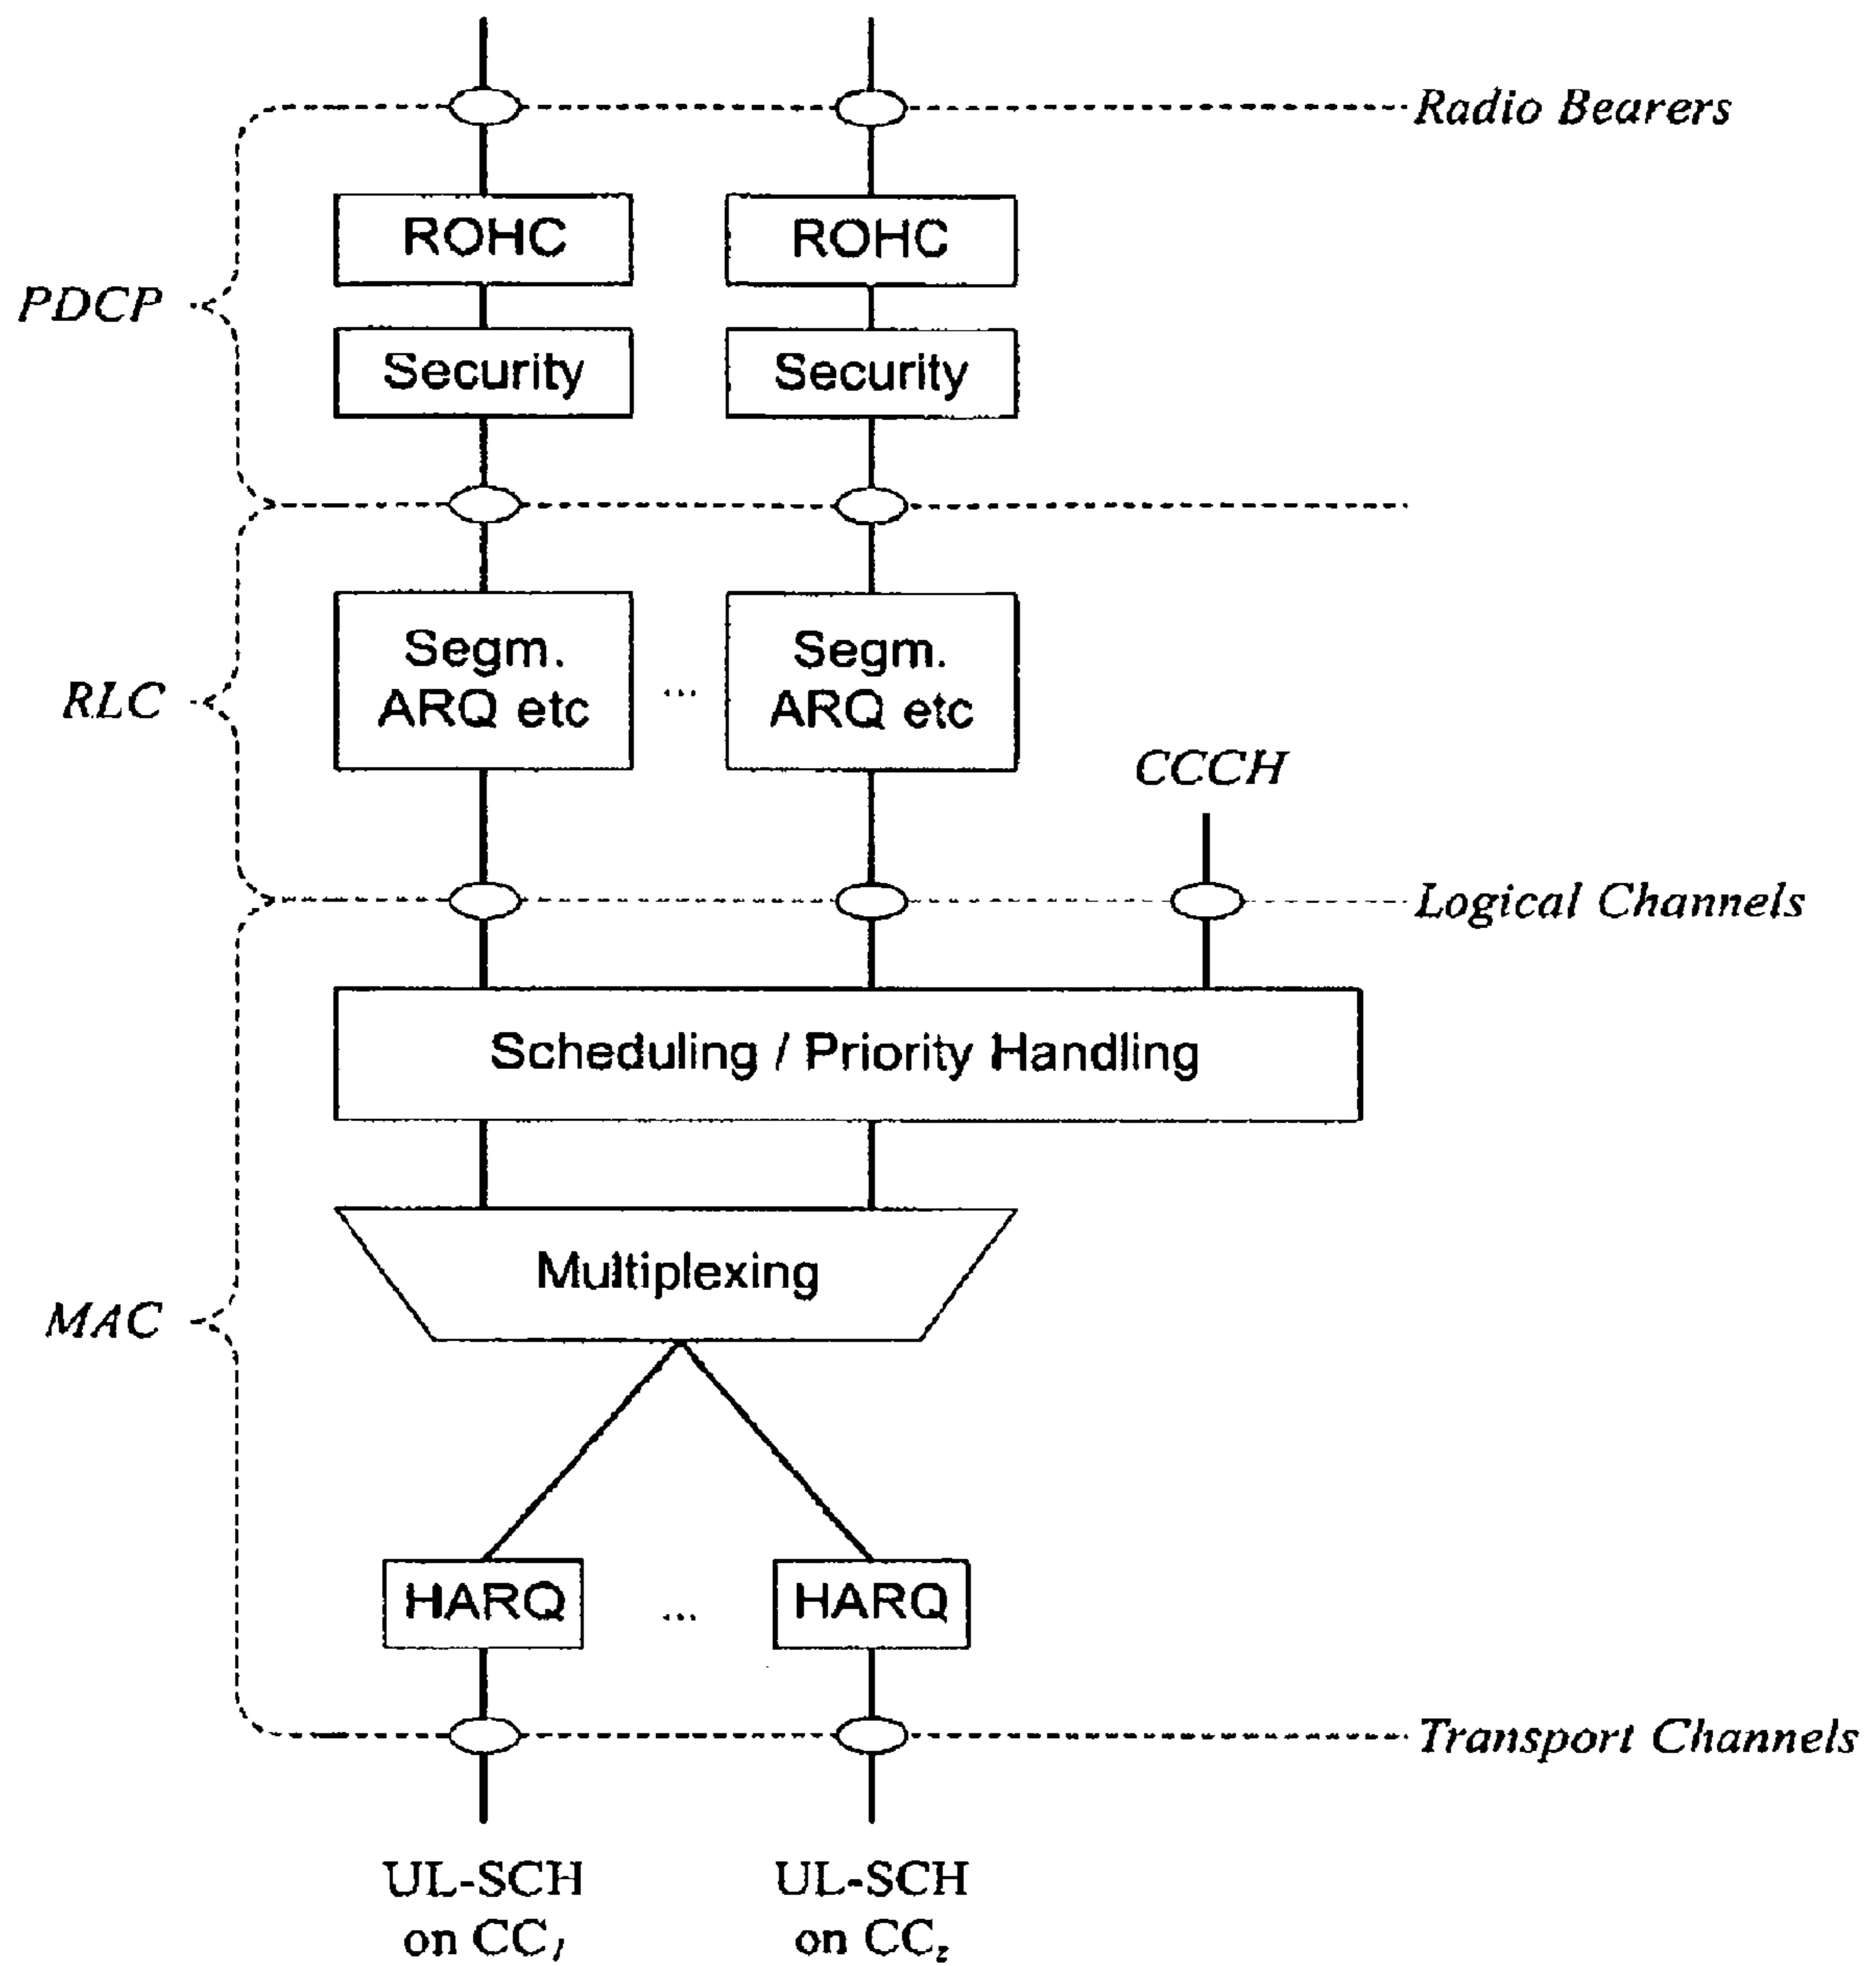 Radio Bearers
ROHC
ROHC
PDCP
Security
Security
Segm.
ARQ etc
...
Segm.
ARQ etc
RLC
CCCH
Logical Channels
Scheduling / Priority Handling
Multiplexing
MAC
HARQ
...
HARQ
Transport Channels
UL-SCH
on CC1
UL-SCH
on CCz